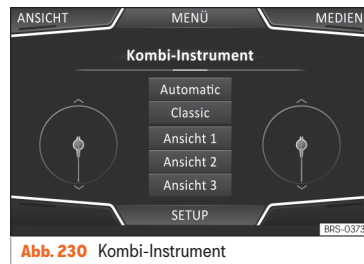 ANSICHT MENÜ MEDIEN
Kombi-Instrument
Automatic
Classic
Ansicht 1
Ansicht 2
Ansicht 3
SETUP
BRS-0373
Abb. 230 Kombi-Instrument